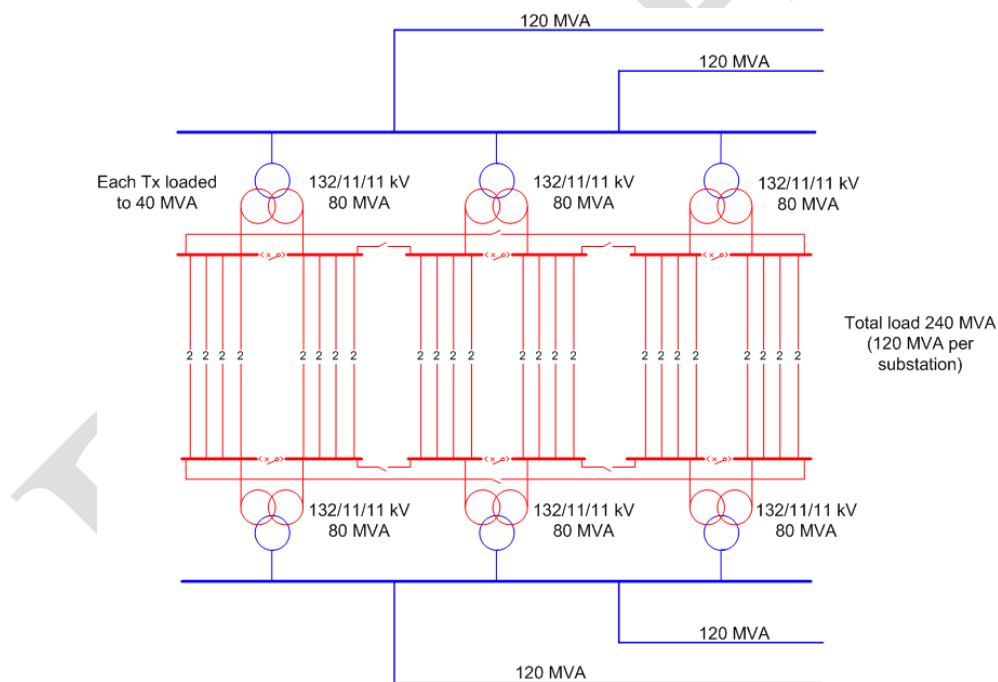 120 MVA
120 MVA
Each Tx loaded
to 40 MVA
132/11/11 kV
80 MVA
132/11/11 kV
80 MVA
132/11/11 kV
80 MVA
2 2 2 2 2 2 2 2 2 2 2 2 2 2 2 2 2 2 2 2 2 2 2 2
Total load 240 MVA
(120 MVA per
substation)
132/11/11 kV
80 MVA
132/11/11 kV
80 MVA
132/11/11 kV
80 MVA
120 MVA
120 MVA